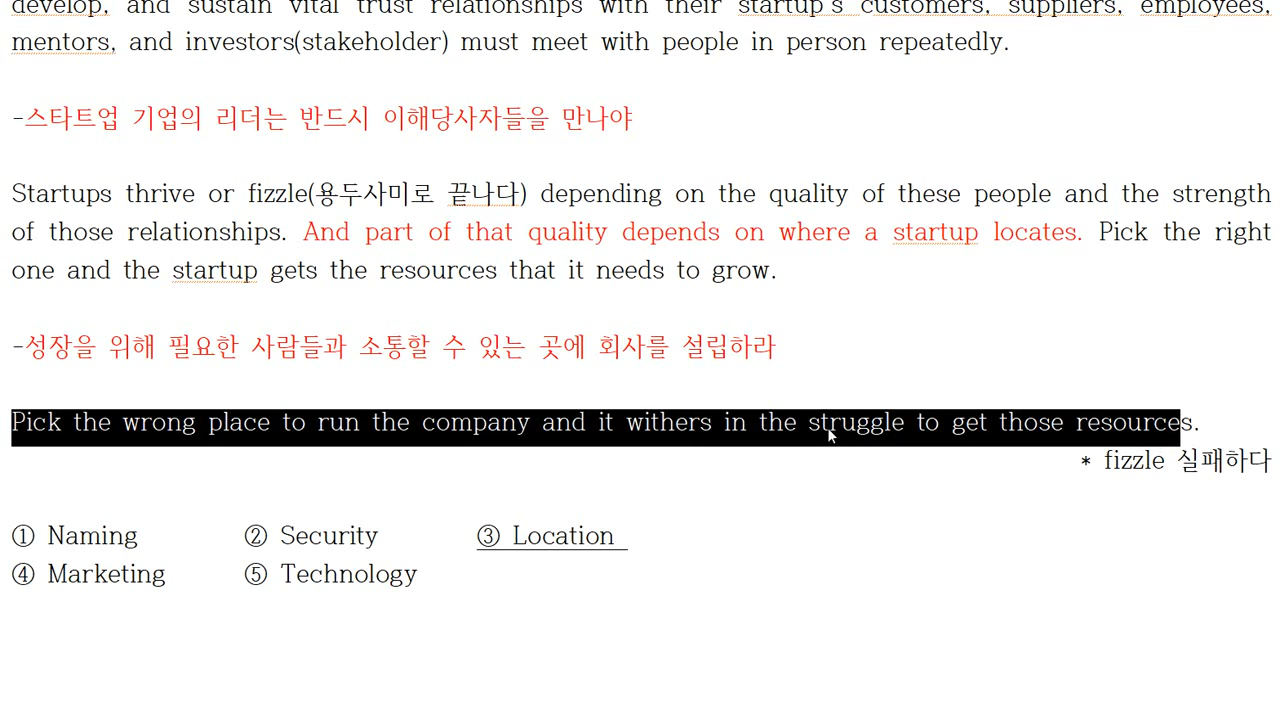 develop, and sustain vital trust relationships with their startup's customers, suppliers, employees,
mentors, and investors(stakeholder) must meet with people in person repeatedly.
-스타트업 기업의 리더는 반드시 이해당사자들을 만나야
Startups thrive or fizzle(용두사미로 끝나다) depending on the quality of these people and the strength
of those relationships. And part of that quality depends on where a startup locates. Pick the right
one and the startup gets the resources that it needs to grow.
-성장을 위해 필요한 사람들과 소통할 수 있는 곳에 회사를 설립하라
Pick the wrong place to run the company and it withers in the struggle to get those resources.
* fizzle 실패하다
① Naming ② Security ③ Location
④ Marketing ⑤ Technology